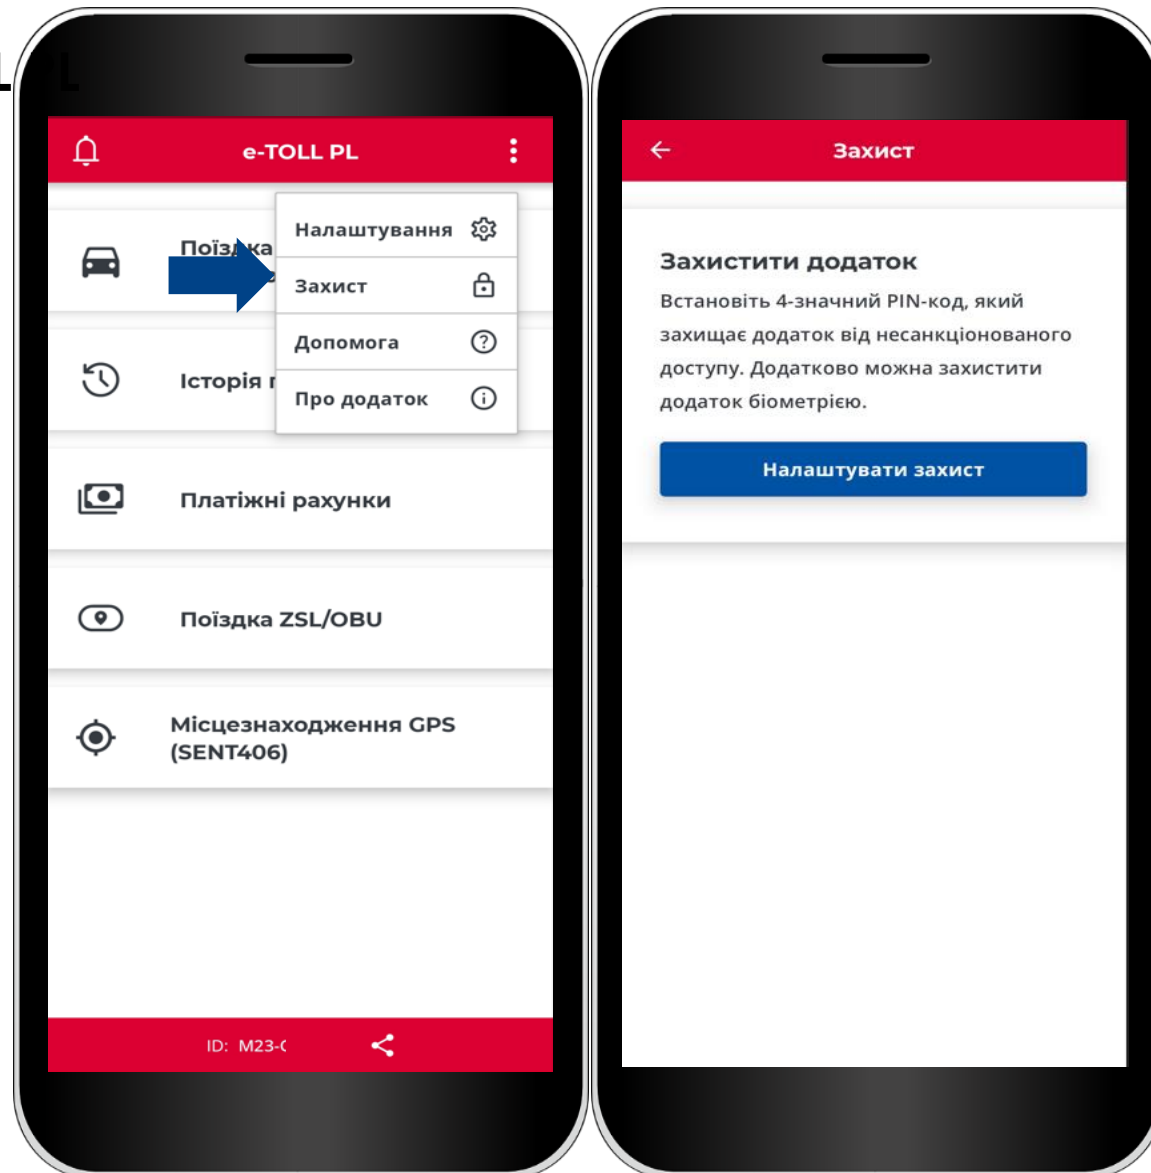 PL
e-TOLL PL
Налаштування
Поїздка
Захист
Допомога
Історія
Про додаток
Платіжні рахунки
Поїздка ZSL/OBU
Місцезнаходження GPS
(SENT406)
ID: M23-
Захист
Захистити додаток
Встановіть 4-значний PIN-код, який
захищає додаток від несанкціонованого
доступу. Додатково можна захистити
додаток біометрією.
Налаштувати захист